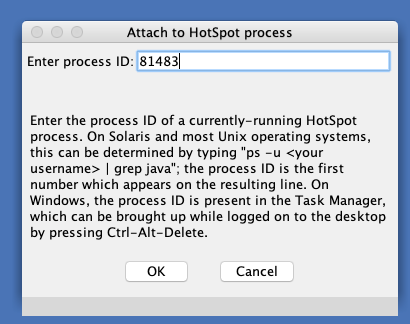 Attach to HotSpot process
Enter process ID: 81483
Enter the process ID of a currently-running HotSpot
process. On Solaris and most Unix operating systems,
this can be determined by typing "ps -u <your
username> | grep java"; the process ID is the first
number which appears on the resulting line. On
Windows, the process ID is present in the Task Manager,
which can be brought up while logged on to the desktop
by pressing Ctrl-Alt-Delete.
OK Cancel